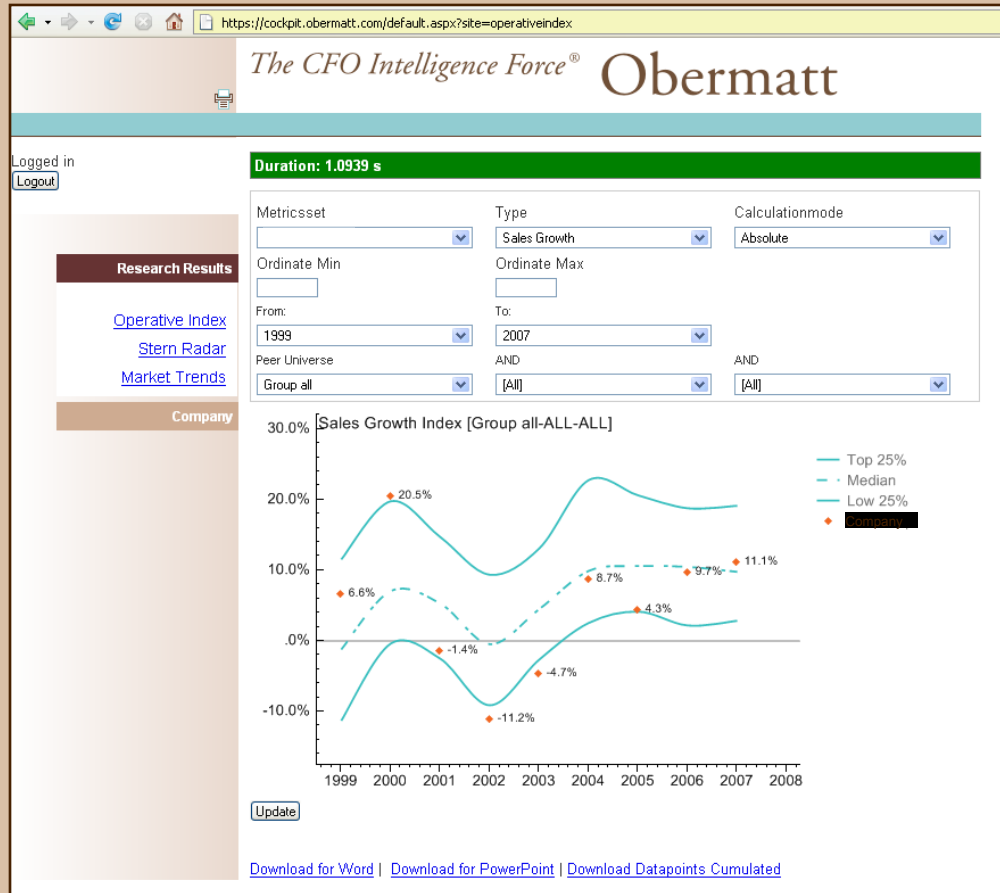 https://cockpit.obermatt.com/default.aspx?site=operativeindex
The CFO Intelligence Force® Obermatt
Logged in
Logout
Duration: 1.0939 s
Metricsset Type Calculationmode
Sales Growth Absolute
Ordinate Min Ordinate Max
From: To:
1999 2007
Peer Universe AND AND
Group all [All] [All]
Research Results
Operative Index
Stern Radar
Market Trends
Company
Sales Growth Index [Group all-ALL-ALL]
30.0%
20.0%
10.0%
.0%
-10.0%
6.6%
20.5%
-1.4%
-11.2%
-4.7%
8.7%
4.3%
9.7%
11.1%
1999 2000 2001 2002 2003 2004 2005 2006 2007 2008
Top 25%
Median
Low 25%
Company
Update
Download for Word | Download for PowerPoint | Download Datapoints Cumulated